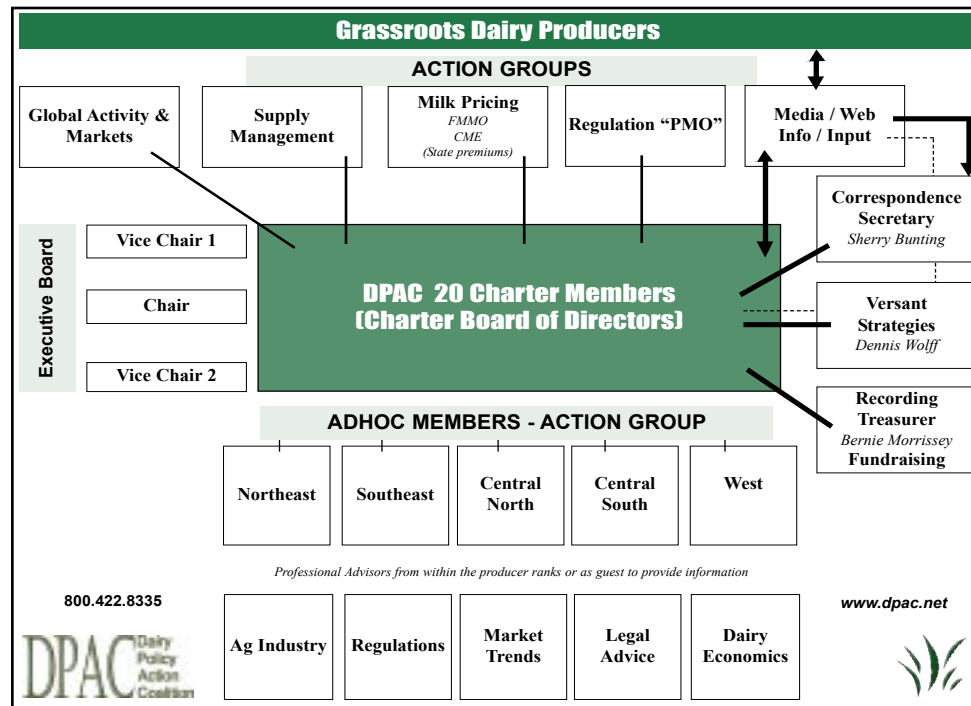 Grassroots Dairy Producers
ACTION GROUPS
Global Activity &
Markets
Supply
Management
Milk Pricing
FMMO
CME
(State premiums)
Regulation “PMO”
Media / Web
Info / Input
Correspondence
Secretary
Sherry Bunting
Executive Board
Vice Chair 1
Chair
Vice Chair 2
DPAC 20 Charter Members
(Charter Board of Directors)
Versant
Strategies
Dennis Wolff
Recording
Treasurer
Bernie Morrissey
Fundraising
ADHOC MEMBERS - ACTION GROUP
Northeast
Southeast
Central
North
Central
South
West
Professional Advisors from within the producer ranks or as guest to provide information
800.422.8335
www.dpac.net
Ag Industry
Regulations
Market
Trends
Legal
Advice
Dairy
Economics
DPAC
Dairy
Policy
Action
Coalition